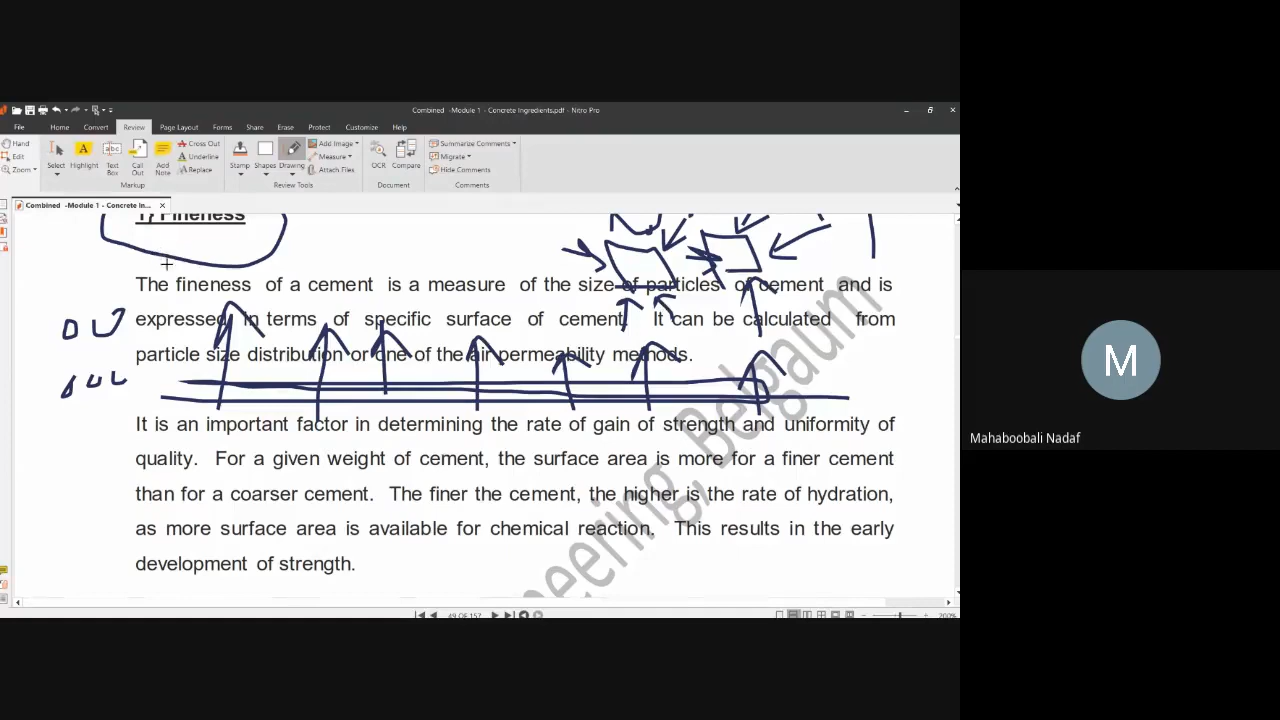 Combined -Module 1 - Concrete Ingredients.pdf - Nitro Pro
File Home Convert Review Page Layout Forms Share Erase Protect Customize Help
Hand Edit Zoom Select Highlight Text Box Call Out Add Note Cross Out Underline Replace Stamp Shapes Drawing Add Image Measure Attach Files OCR Compare Summarize Comments Migrate Hide Comments
Markup Review Tools Document Comments
Combined -Module 1 - Concrete In...
1) Fineness
The fineness of a cement is a measure of the size of particles of cement and is
expressed in terms of specific surface of cement. It can be calculated from
particle size distribution or one of the air permeability methods.
It is an important factor in determining the rate of gain of strength and uniformity of
quality. For a given weight of cement, the surface area is more for a finer cement
than for a coarser cement. The finer the cement, the higher is the rate of hydration,
as more surface area is available for chemical reaction. This results in the early
development of strength.
neering, Belgaum
49 OF 157
200%
M
Mahaboobali Nadaf